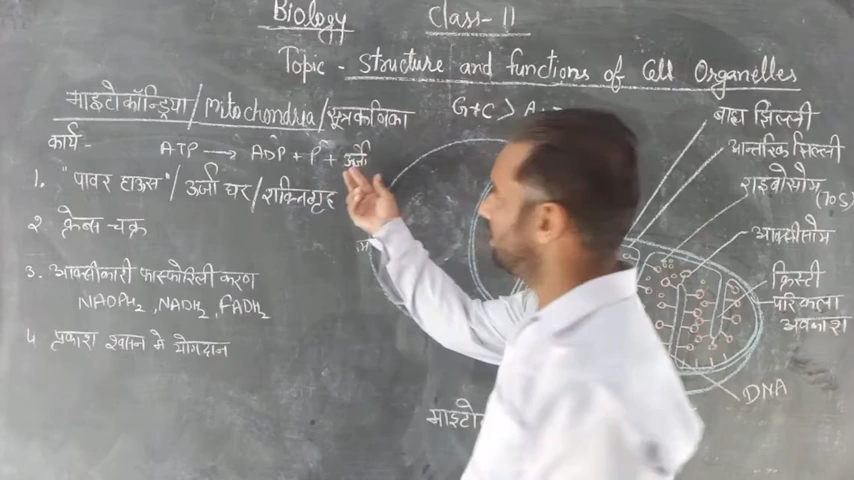 Biology Class-11
Topic - Structure and functions of Cell Organelles
माइटोकॉन्ड्रिया/Mitochondria/सूत्रकणिका
G+C > A
कार्य -
ATP → ADP + P + ऊर्जा
1. "पावर हाउस"/ऊर्जा घर/शक्तिगृह
2. क्रेब्स चक्र
3. आक्सीकारी फास्फोरिलीकरण
NADPH₂, NADH₂, FADH₂
4. प्रकाश श्वसन मे योगदान
बाह्य झिल्ली
आन्तरिक झिल्ली
राइबोसोम (70S)
आक्सीसोम
क्रिस्टी
परिकला अवकाश
DNA
माइटो